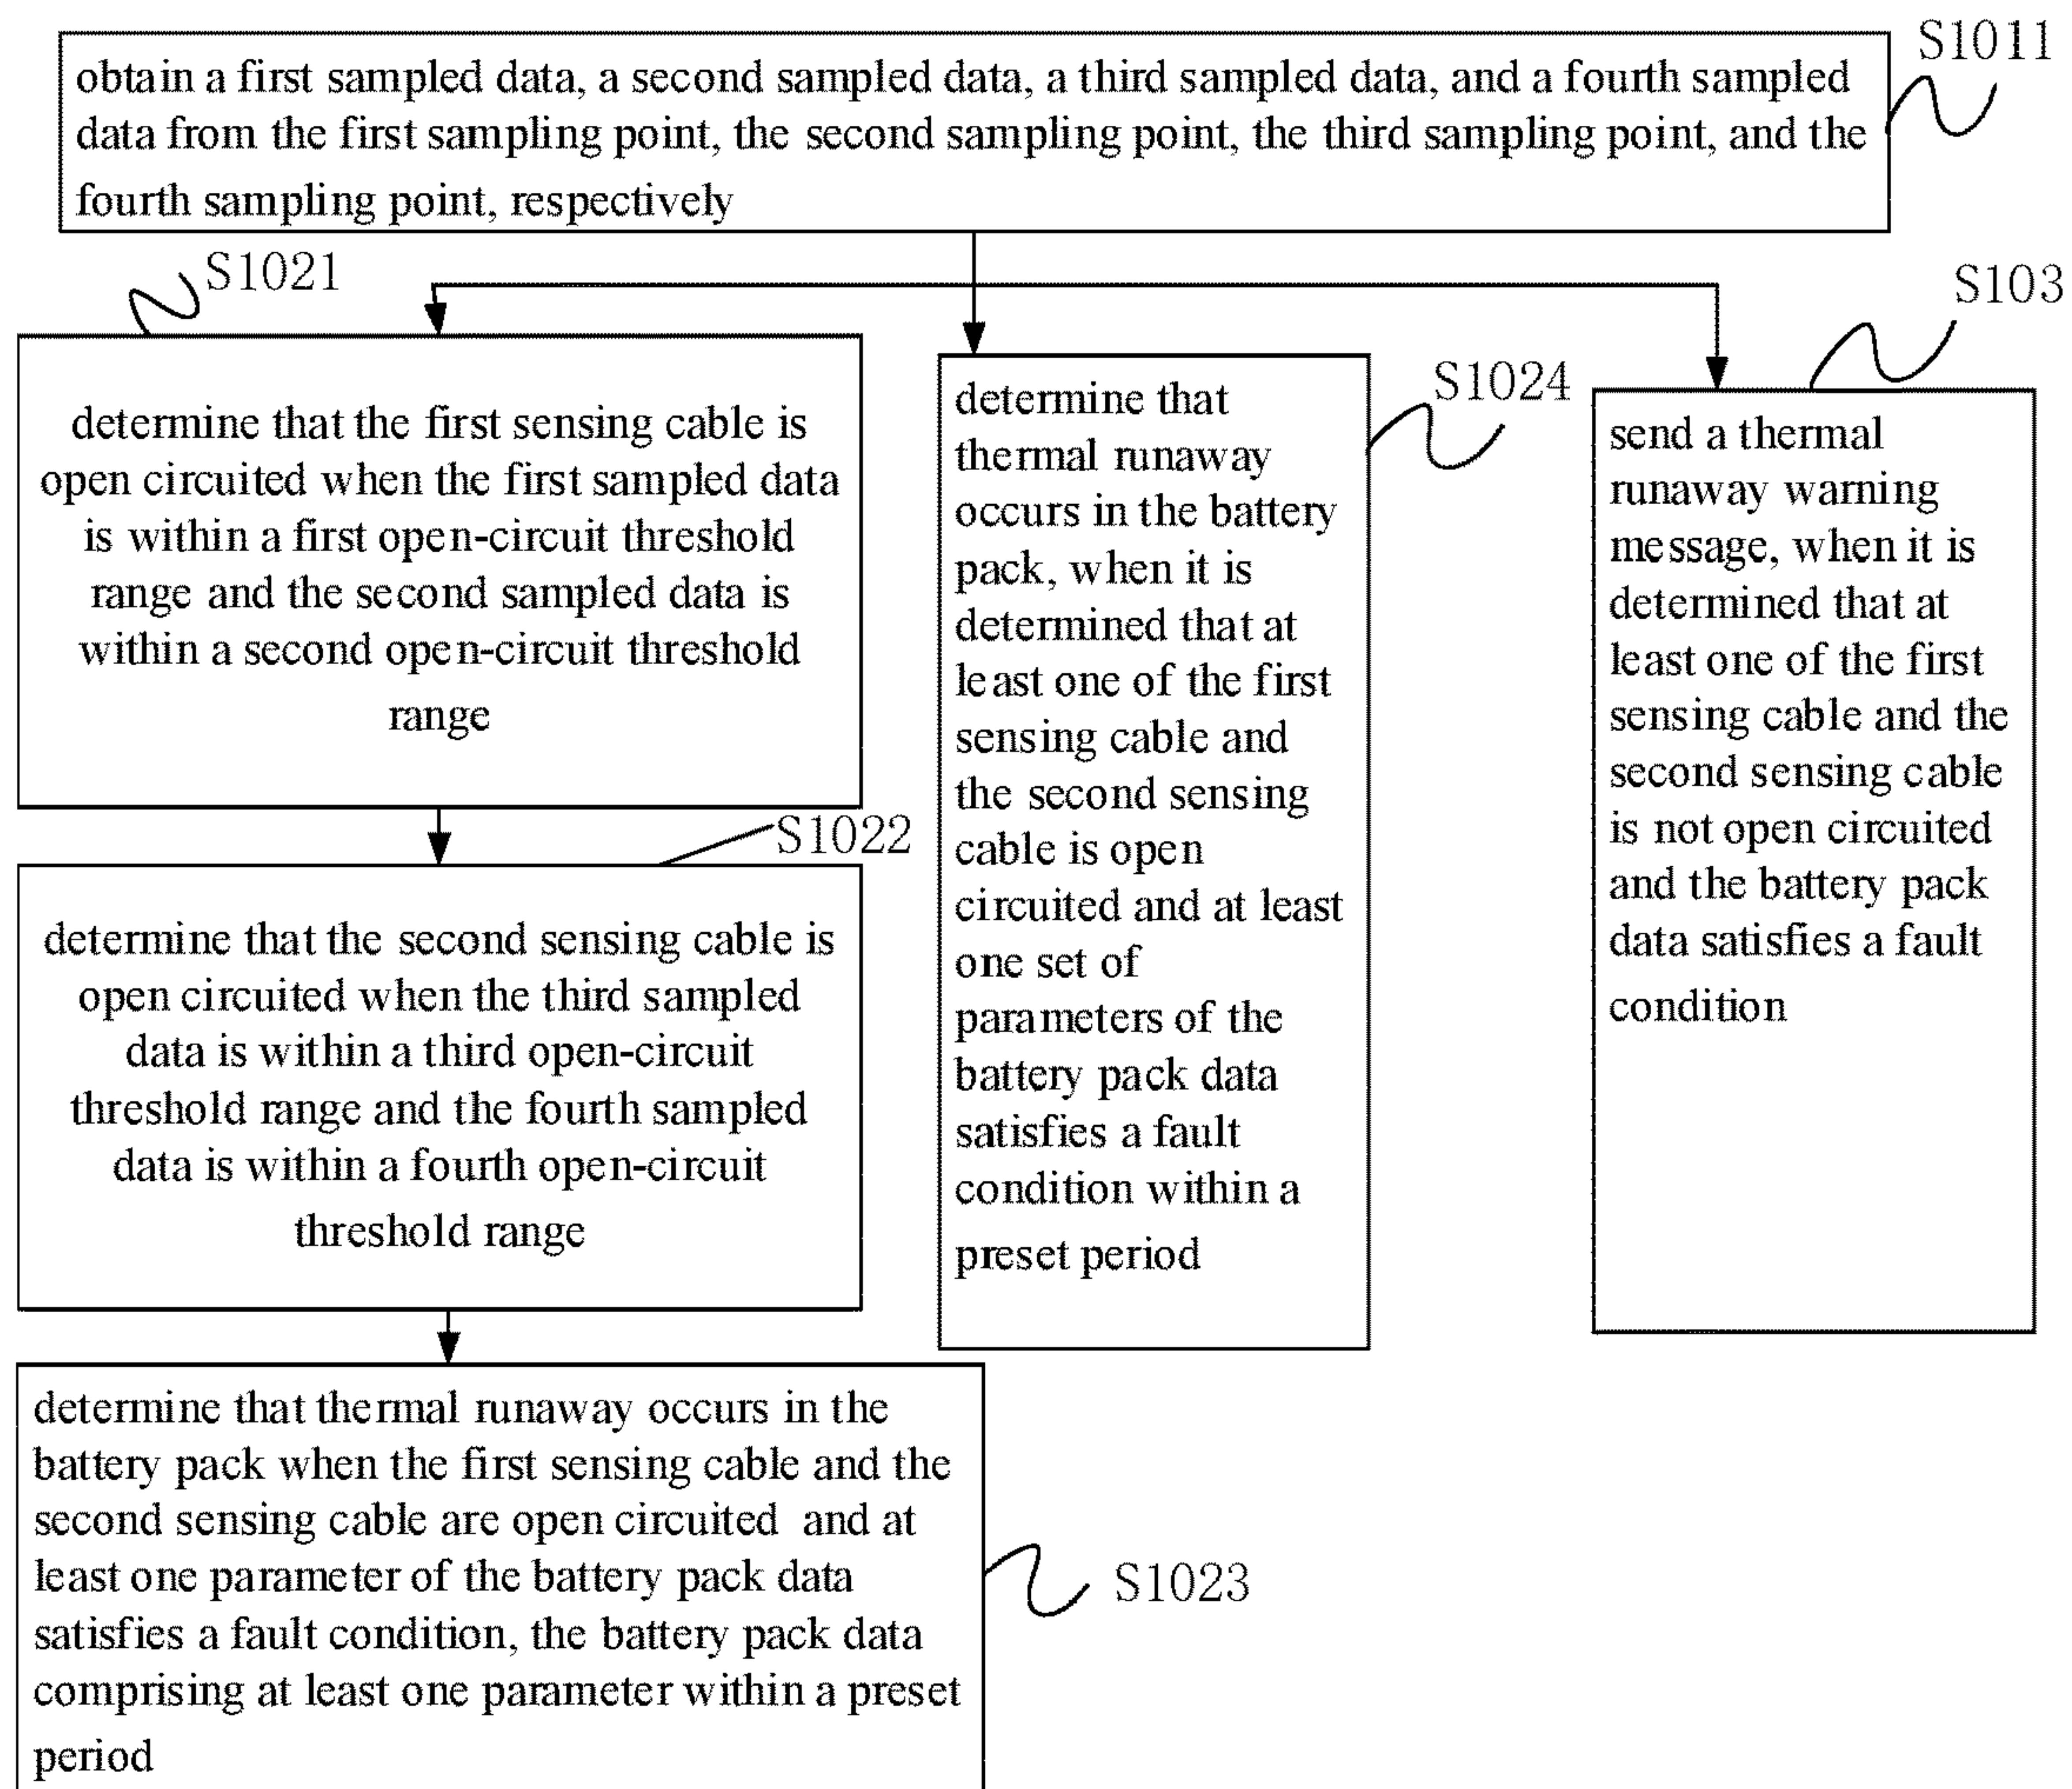 S1011
obtain a first sampled data, a second sampled data, a third sampled data, and a fourth sampled
data from the first sampling point, the second sampling point, the third sampling point, and the
fourth sampling point, respectively
S1021
determine that the first sensing cable is
open circuited when the first sampled data
is within a first open-circuit threshold
range and the second sampled data is
within a second open-circuit threshold
range
S1022
determine that the second sensing cable is
open circuited when the third sampled
data is within a third open-circuit
threshold range and the fourth sampled
data is within a fourth open-circuit
threshold range
determine that thermal runaway occurs in the
battery pack when the first sensing cable and the
second sensing cable are open circuited and at
least one parameter of the battery pack data
satisfies a fault condition, the battery pack data
comprising at least one parameter within a preset
period
S1023
determine that
thermal runaway
occurs in the battery
pack, when it is
determined that at
least one of the first
sensing cable and
the second sensing
cable is open
circuited and at least
one set of
parameters of the
battery pack data
satisfies a fault
condition within a
preset period
S1024
S103
send a thermal
runaway warning
message, when it is
determined that at
least one of the first
sensing cable and the
second sensing cable
is not open circuited
and the battery pack
data satisfies a fault
condition